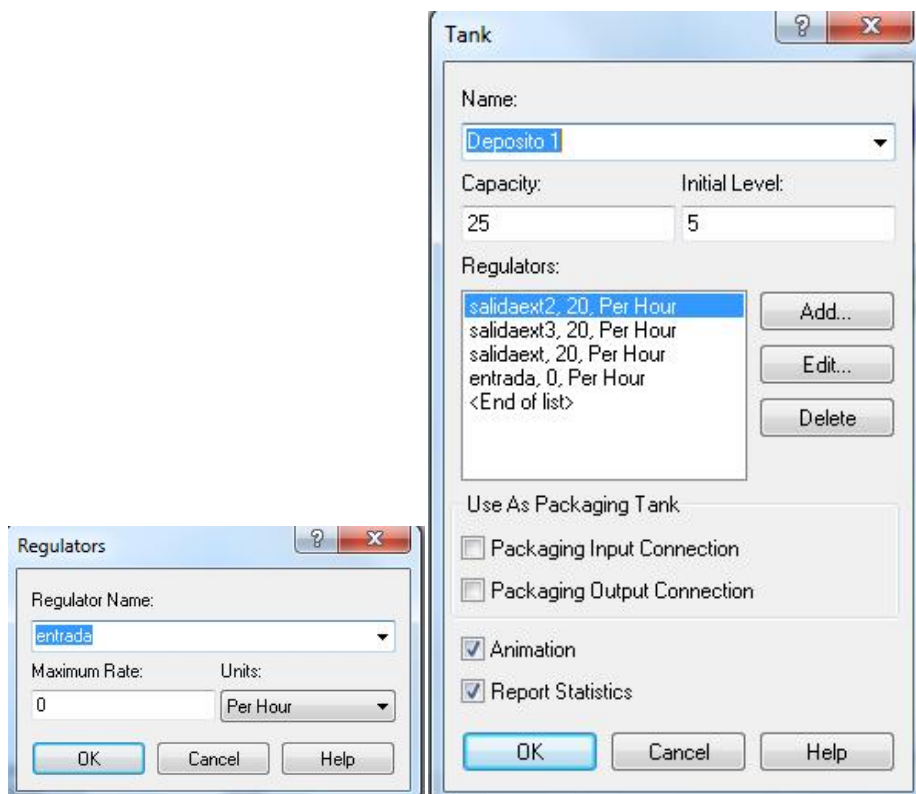 Tank
Name:
Deposito 1
Capacity:
Initial Level:
25
5
Regulators:
salidaext2, 20, Per Hour
salidaext3, 20, Per Hour
salidaext, 20, Per Hour
entrada, 0, Per Hour
<End of list>
Add...
Edit...
Delete
Use As Packaging Tank
Packaging Input Connection
Packaging Output Connection
Animation
Report Statistics
OK
Cancel
Help
Regulators
Regulator Name:
entrada
Maximum Rate:
Units:
0
Per Hour
OK
Cancel
Help